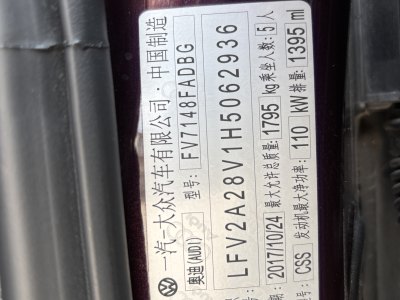 一汽-大众汽车有限公司·中国制造
奥迪(AUDI) 型号: FV7148FADBG
LFV2A28V1H5062936
2017/10/24 最大允许总质量: 1795 kg 乘坐人数: 5 人
CSS 发动机最大净功率: 110 kW 排量: 1395 ml